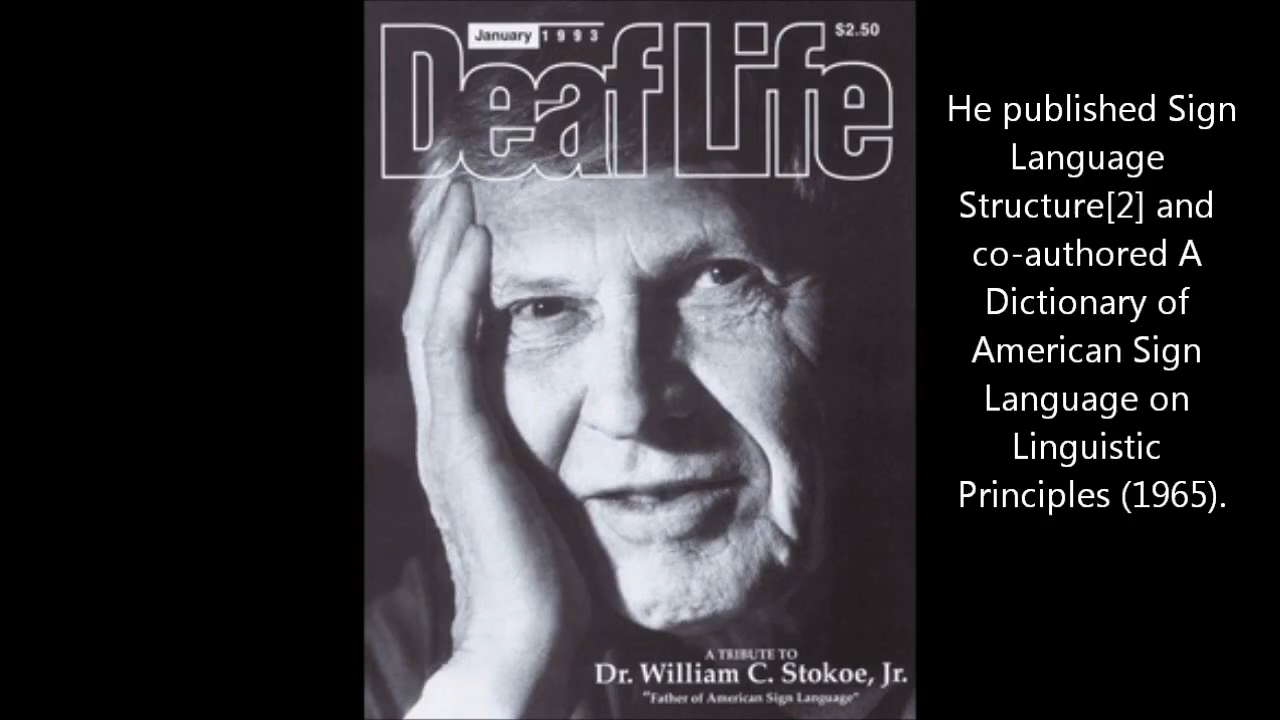 January 1993
$2.50
Deaf Life
A TRIBUTE TO
Dr. William C. Stokoe, Jr.
"Father of American Sign Language"
He published Sign
Language
Structure[2] and
co-authored A
Dictionary of
American Sign
Language on
Linguistic
Principles (1965).